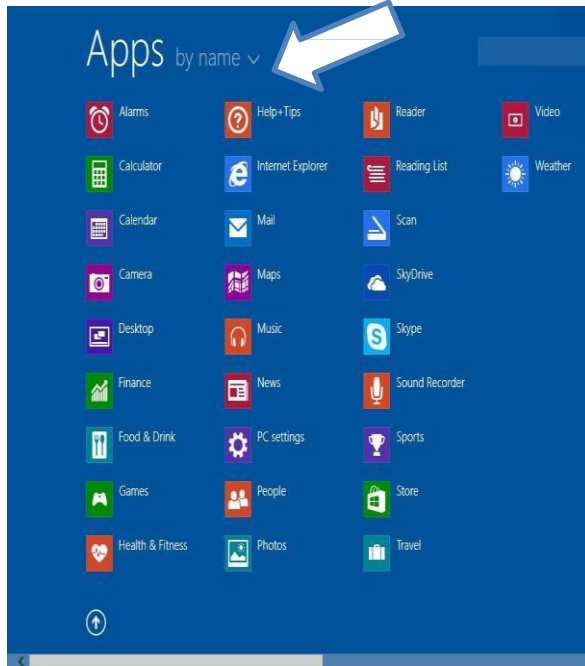 Apps by name
Alarms
Calculator
Calendar
Camera
Desktop
Finance
Food & Drink
Games
Health & Fitness
Help+Tips
Internet Explorer
Mail
Maps
Music
News
PC settings
People
Photos
Reader
Reading List
Scan
SkyDrive
Skype
Sound Recorder
Sports
Store
Travel
Video
Weather